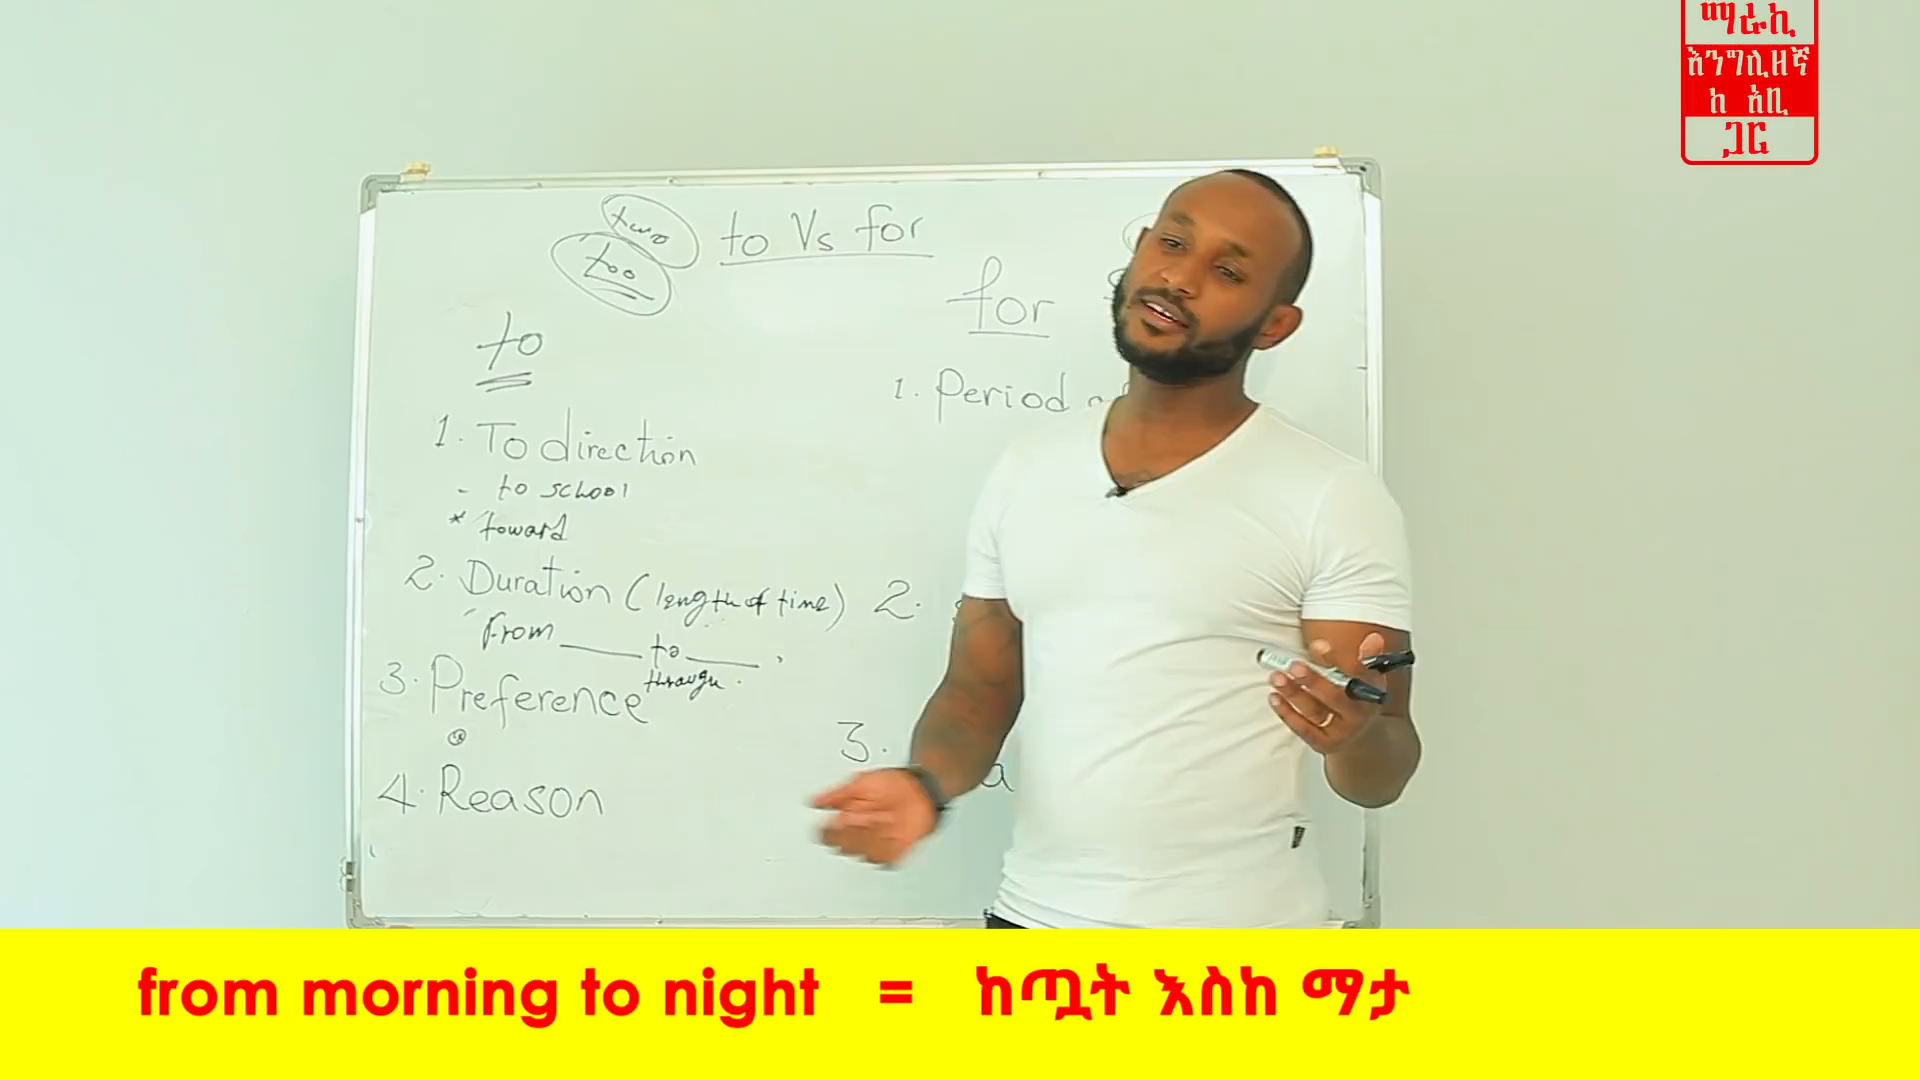 ማራኪ
እንግሊዘኛ
ከ አቢ
ጋር
two
too
to Vs for
to
1. To direction
- to school
* toward
2. Duration (length of time)
from ____ to ____ ,
through .
3. Preference
4. Reason
for
1. Period
2.
3.
from morning to night = ከጧት እስከ ማታ